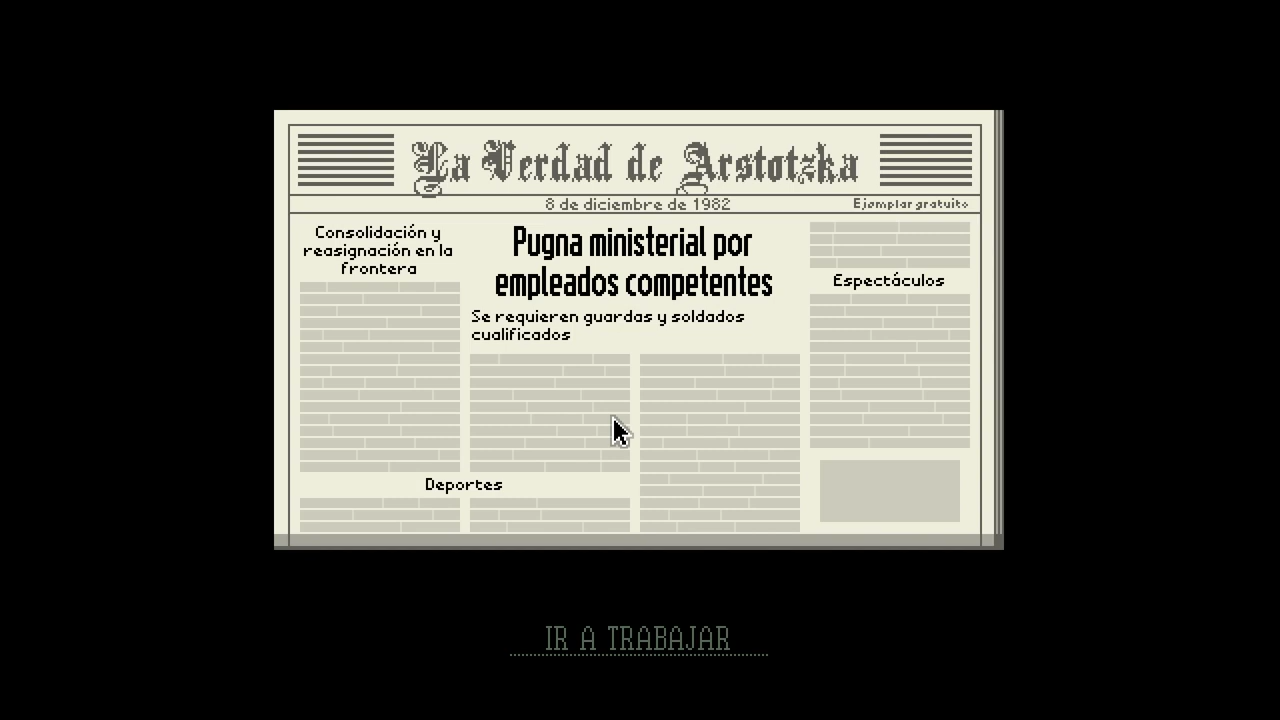 La Verdad de Arstotzka
8 de diciembre de 1982
Ejemplar gratuito
Consolidación y
reasignación en la
frontera
Pugna ministerial por
empleados competentes
Se requieren guardas y soldados
cualificados
Espectáculos
Deportes
IR A TRABAJAR